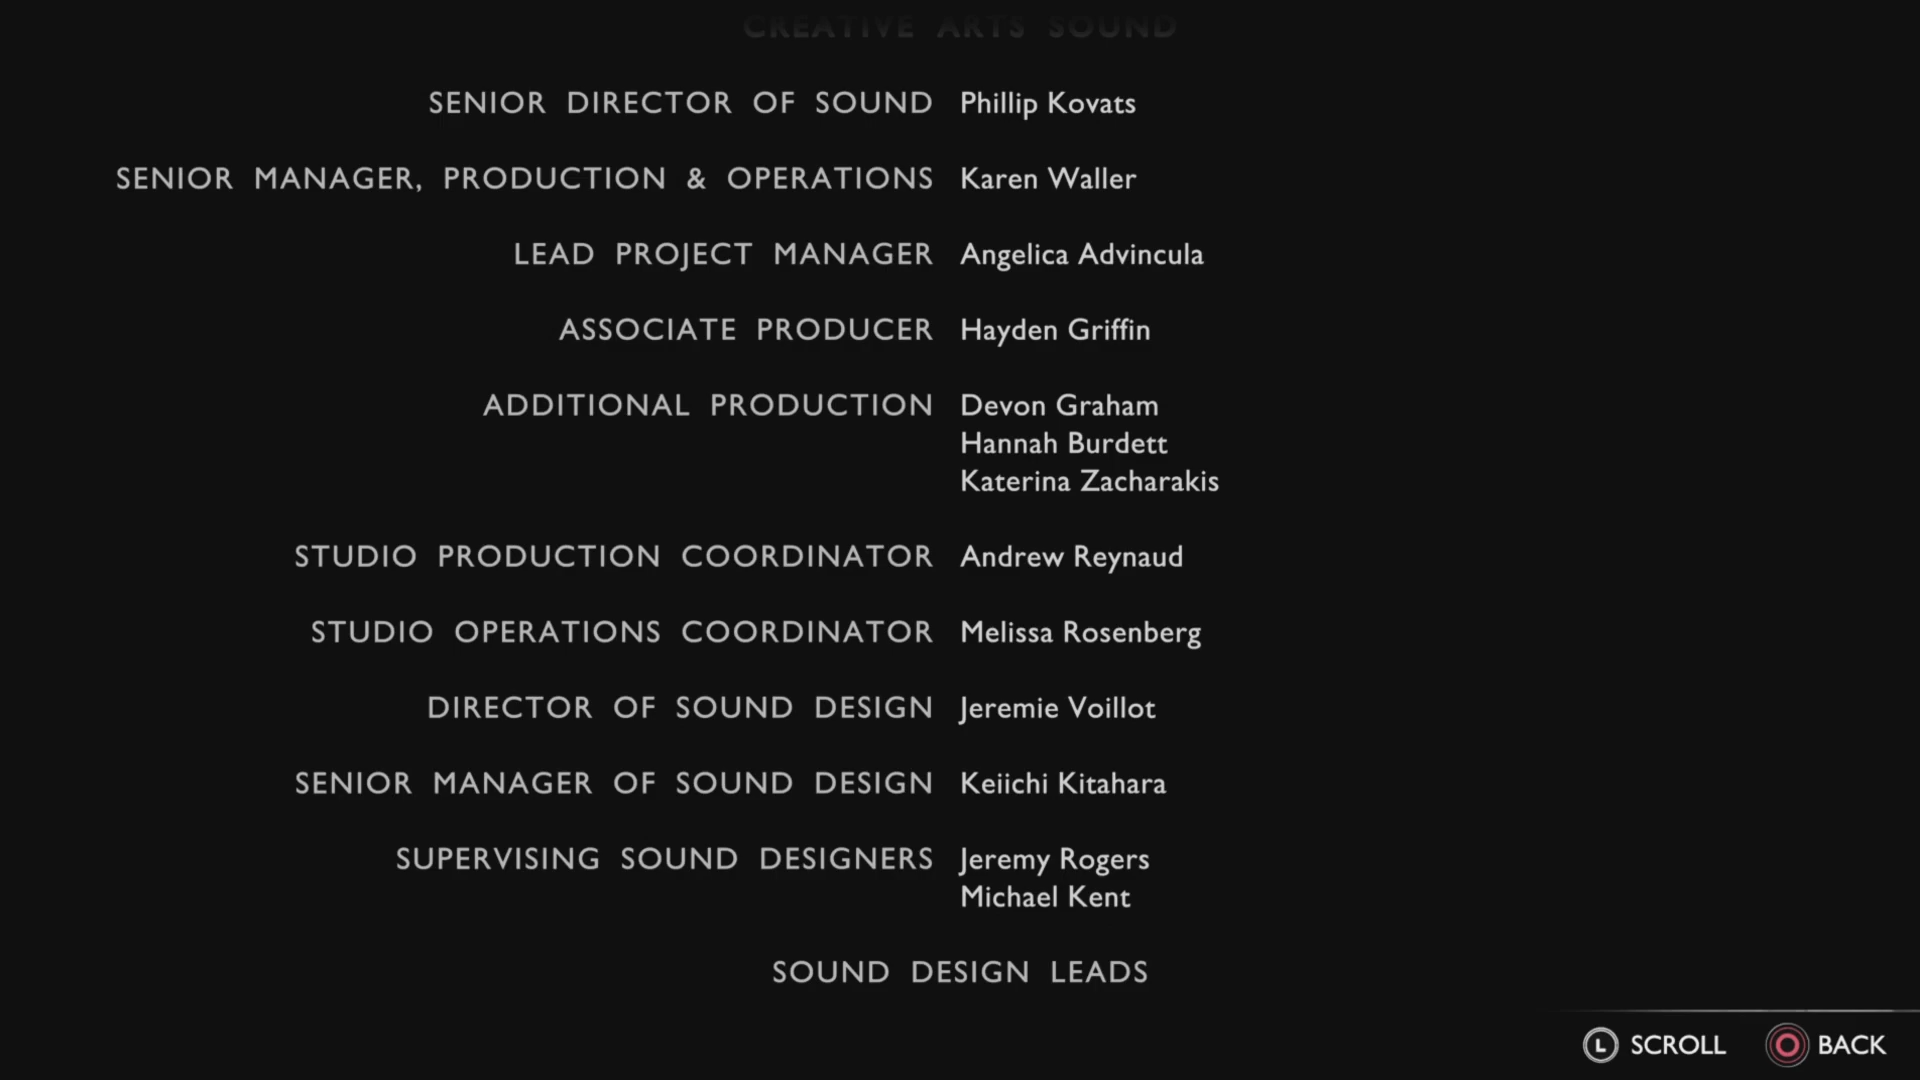 CREATIVE ARTS SOUND
SENIOR DIRECTOR OF SOUND Phillip Kovats
SENIOR MANAGER, PRODUCTION & OPERATIONS Karen Waller
LEAD PROJECT MANAGER Angelica Advincula
ASSOCIATE PRODUCER Hayden Griffin
ADDITIONAL PRODUCTION Devon Graham
Hannah Burdett
Katerina Zacharakis
STUDIO PRODUCTION COORDINATOR Andrew Reynaud
STUDIO OPERATIONS COORDINATOR Melissa Rosenberg
DIRECTOR OF SOUND DESIGN Jeremie Voillot
SENIOR MANAGER OF SOUND DESIGN Keiichi Kitahara
SUPERVISING SOUND DESIGNERS Jeremy Rogers
Michael Kent
SOUND DESIGN LEADS
L SCROLL BACK